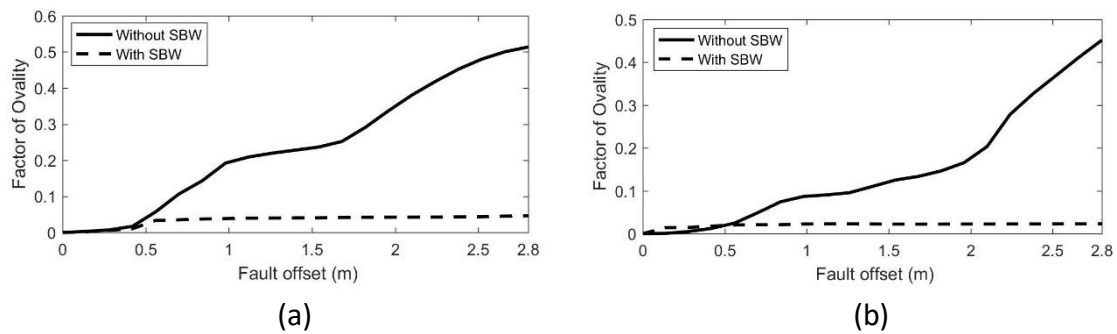 0.6
0.5
0.4
0.3
0.2
0.1
0
Factor of Ovality
Without SBW
With SBW
0 0.5 1 1.5 2 2.5 2.8
Fault offset (m)
(a)
0.5
0.4
0.3
0.2
0.1
0
Factor of Ovality
Without SBW
With SBW
0 0.5 1 1.5 2 2.5 2.8
Fault offset (m)
(b)